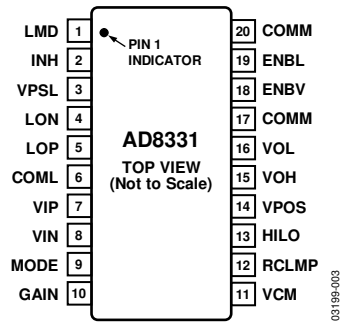 LMD 1
INH 2
VPSL 3
LON 4
LOP 5
COML 6
VIP 7
VIN 8
MODE 9
GAIN 10
PIN 1
INDICATOR
AD8331
TOP VIEW
(Not to Scale)
20 COMM
19 ENBL
18 ENBV
17 COMM
16 VOL
15 VOH
14 VPOS
13 HILO
12 RCLMP
11 VCM
03199-003